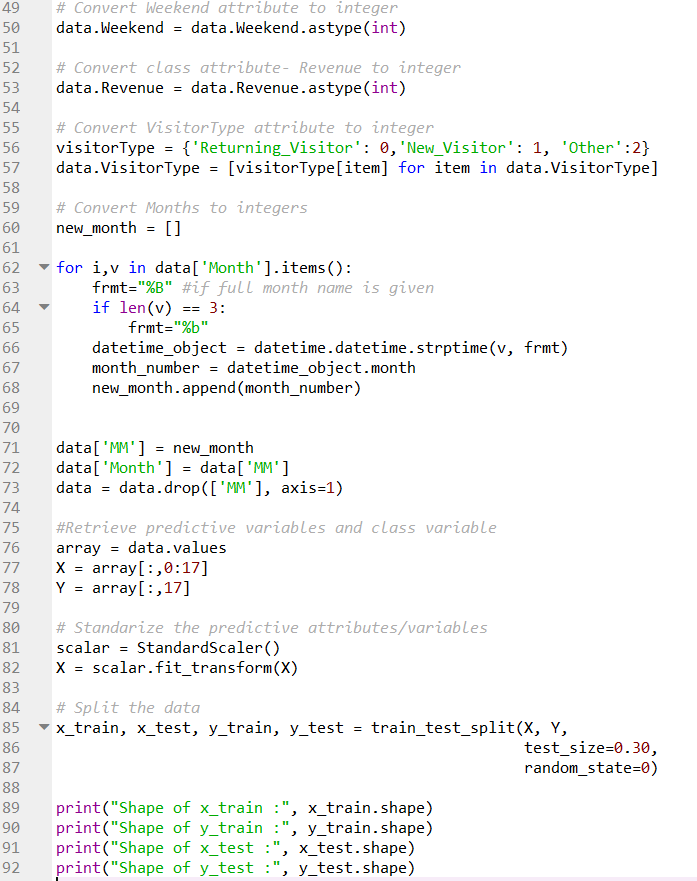 49 # Convert Weekend attribute to integer
50 data.Weekend = data.Weekend.astype(int)
51
52 # Convert class attribute- Revenue to integer
53 data.Revenue = data.Revenue.astype(int)
54
55 # Convert VisitorType attribute to integer
56 visitorType = {'Returning_Visitor': 0,'New_Visitor': 1, 'Other':2}
57 data.VisitorType = [visitorType[item] for item in data.VisitorType]
58
59 # Convert Months to integers
60 new_month = []
61
62 for i,v in data['Month'].items():
63     frmt="%B" #if full month name is given
64     if len(v) == 3:
65         frmt="%b"
66     datetime_object = datetime.datetime.strptime(v, frmt)
67     month_number = datetime_object.month
68     new_month.append(month_number)
69
70
71 data['MM'] = new_month
72 data['Month'] = data['MM']
73 data = data.drop(['MM'], axis=1)
74
75 #Retrieve predictive variables and class variable
76 array = data.values
77 X = array[:,0:17]
78 Y = array[:,17]
79
80 # Standarize the predictive attributes/variables
81 scalar = StandardScaler()
82 X = scalar.fit_transform(X)
83
84 # Split the data
85 x_train, x_test, y_train, y_test = train_test_split(X, Y,
86                                                     test_size=0.30,
87                                                     random_state=0)
88
89 print("Shape of x_train :", x_train.shape)
90 print("Shape of y_train :", y_train.shape)
91 print("Shape of x_test :", x_test.shape)
92 print("Shape of y_test :", y_test.shape)